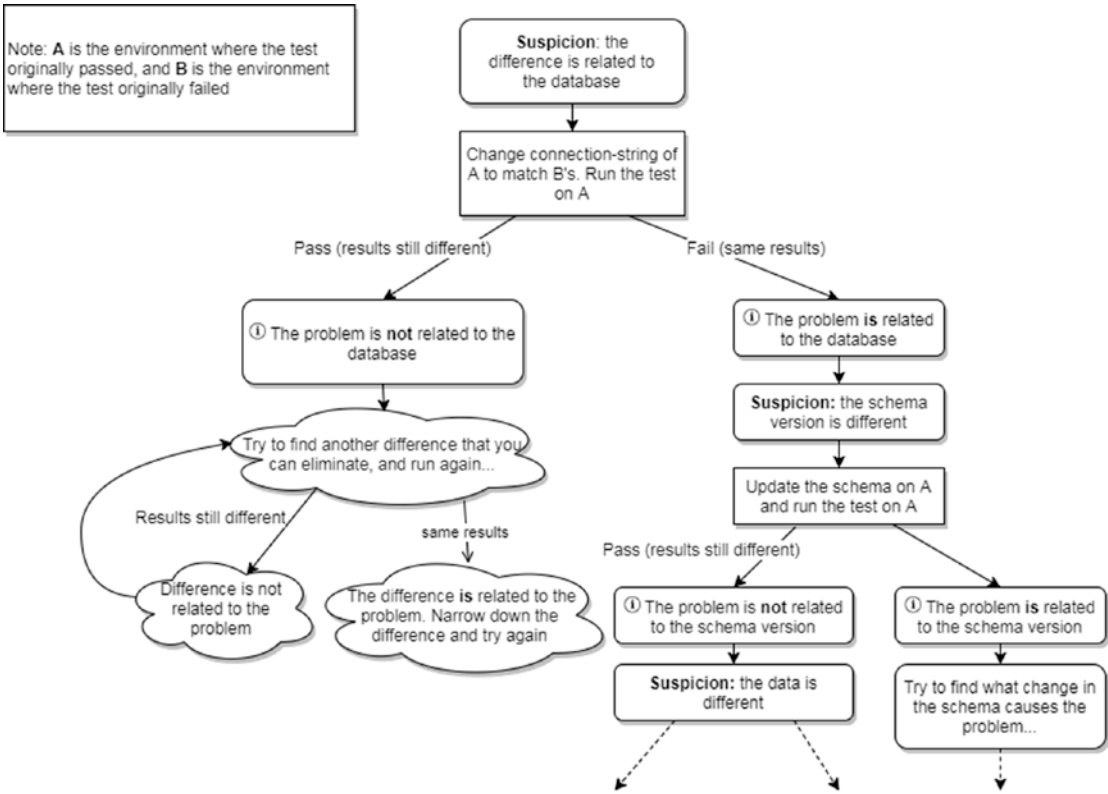 Note: A is the environment where the test
originally passed, and B is the environment
where the test originally failed
Suspicion: the
difference is related to
the database
Change connection-string of
A to match B's. Run the test
on A
Pass (results still different)
Fail (same results)
ⓘ The problem is not related to the
database
ⓘ The problem is related
to the database
Suspicion: the schema
version is different
Try to find another difference that you
can eliminate, and run again...
Update the schema on A
and run the test on A
Results still different
same results
Pass (results still different)
Difference is not
related to the
problem
The difference is related to the
problem. Narrow down the
difference and try again
ⓘ The problem is not related
to the schema version
ⓘ The problem is related
to the schema version
Suspicion: the data is
different
Try to find what change in
the schema causes the
problem...